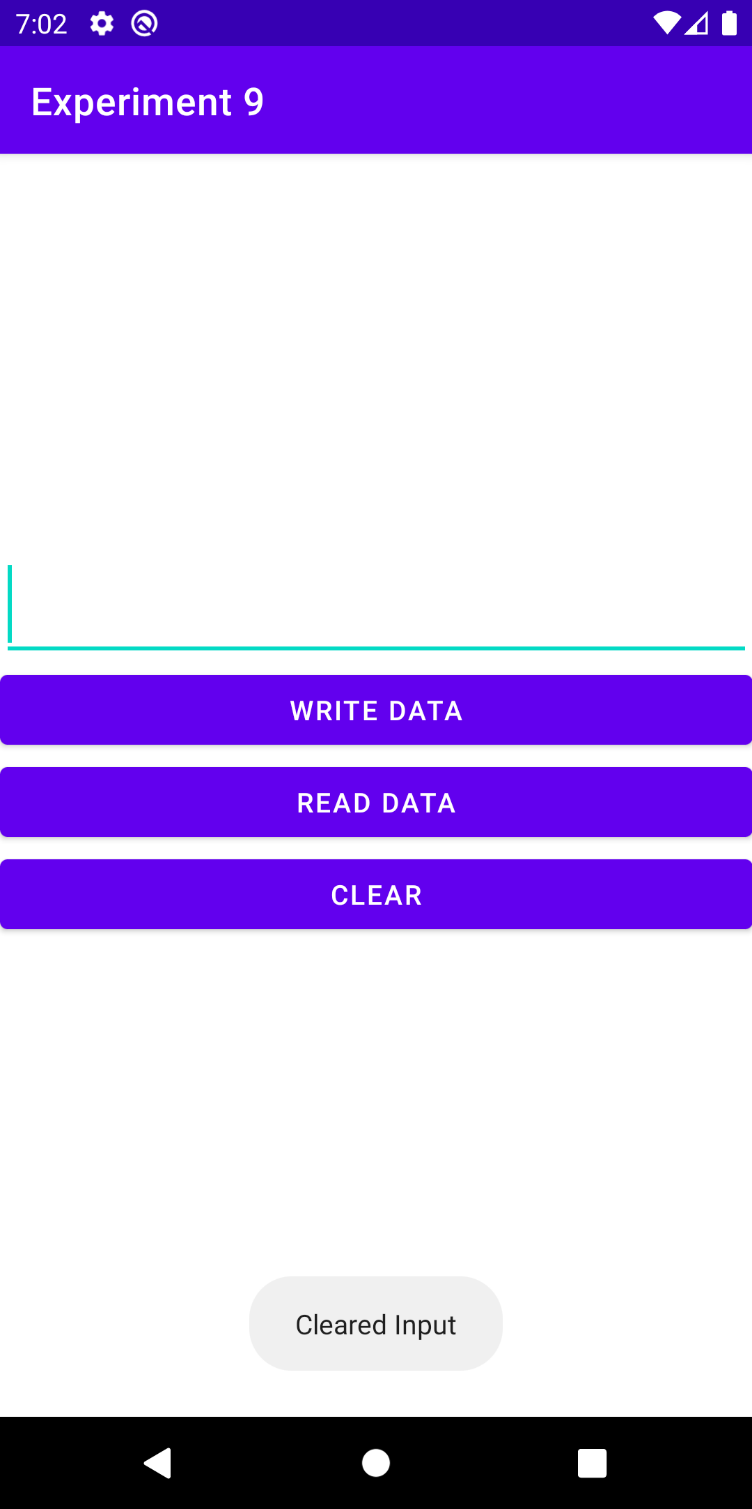 7:02
Experiment 9
WRITE DATA
READ DATA
CLEAR
Cleared Input